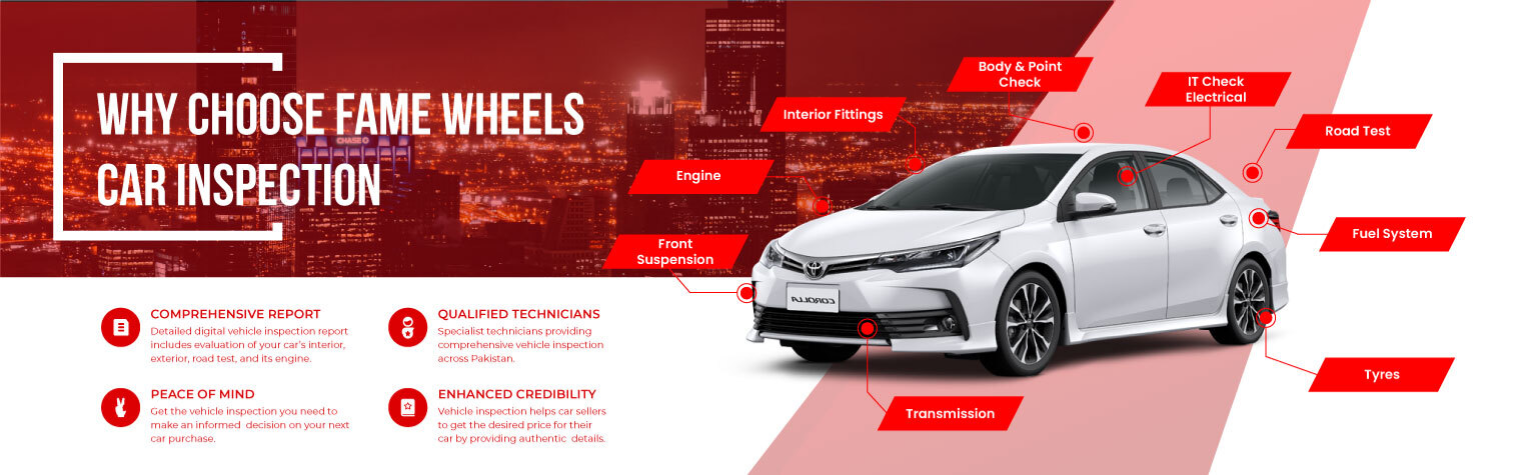 WHY CHOOSE FAME WHEELS
CAR INSPECTION
COMPREHENSIVE REPORT
Detailed digital vehicle inspection report
includes evaluation of your car's interior,
exterior, road test, and its engine.
QUALIFIED TECHNICIANS
Specialist technicians providing
comprehensive vehicle inspection
across Pakistan.
PEACE OF MIND
Get the vehicle inspection you need to
make an informed decision on your next
car purchase.
ENHANCED CREDIBILITY
Vehicle inspection helps car sellers
to get the desired price for their
car by providing authentic details.
Body & Point
Check
IT Check
Electrical
Interior Fittings
Road Test
Engine
Fuel System
Front
Suspension
COROLLA
Tyres
Transmission